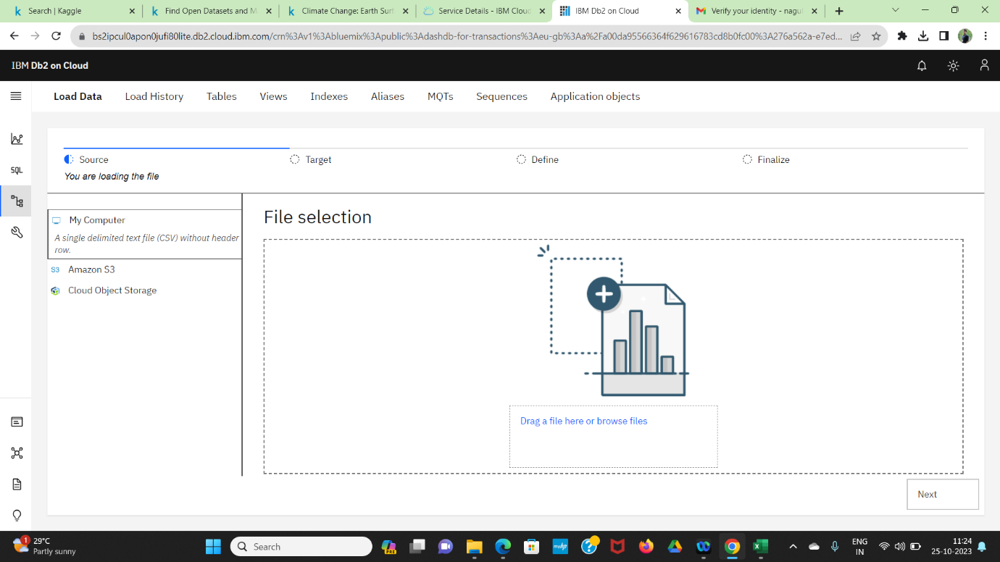 Search | Kaggle
Find Open Datasets and M
Climate Change: Earth Surf
Service Details - IBM Cloud
IBM Db2 on Cloud
Verify your identity - nagul
bs2ipcul0apon0jufi80lite.db2.cloud.ibm.com/crn%3Av1%3Abluemix%3Apublic%3Adashdb-for-transactions%3Aeu-gb%3Aa%2Fa00da95566364f629616783cd8b0fc00%3A276a562a-e7ed...
IBM Db2 on Cloud
Load Data Load History Tables Views Indexes Aliases MQTs Sequences Application objects
SQL
Source Target Define Finalize
You are loading the file
My Computer
A single delimited text file (CSV) without header
row.
S3 Amazon S3
Cloud Object Storage
File selection
Drag a file here or browse files
Next
1
29°C
Partly sunny
Search
PRE
myhp
ENG
IN
11:24
25-10-2023